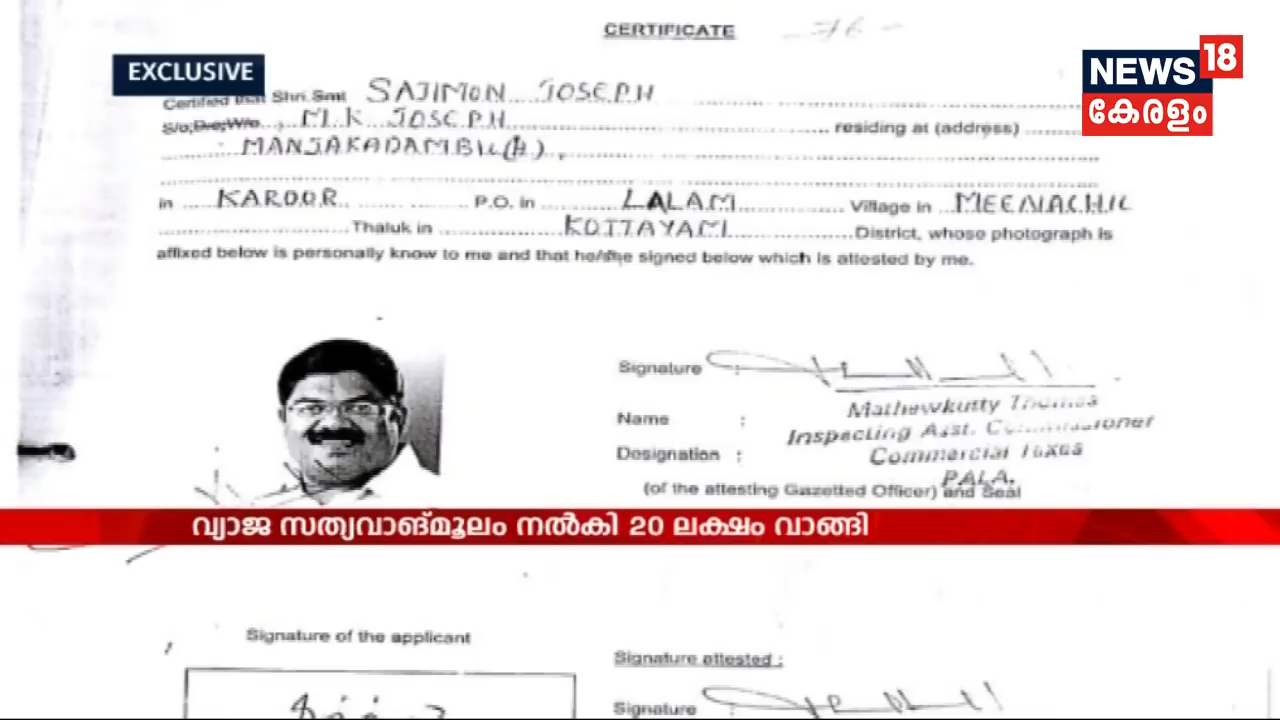 CERTIFICATE
EXCLUSIVE
NEWS 18
കേരളം
Certified that Shri.Smt SAJIMON JOSEPH
S/o;D/o;W/o M.K JOSEPH residing at (address)
MANJAKADAMBIL(H)
in KAROOR P.O. in LALAM Village in MEENACHIL
Thaluk in KOTTAYAM District, whose photograph is
affixed below is personally know to me and that he/she signed below which is attested by me.
Signature :
Name : Mathewkutty Thomas
Inspecting Asst. Commissioner
Designation : Commercial Taxes
PALA.
(of the attesting Gazetted Officer) and Seal
വ്യാജ സത്യവാങ്മൂലം നൽകി 20 ലക്ഷം വാങ്ങി
Signature of the applicant
Signature attested :
Signature :